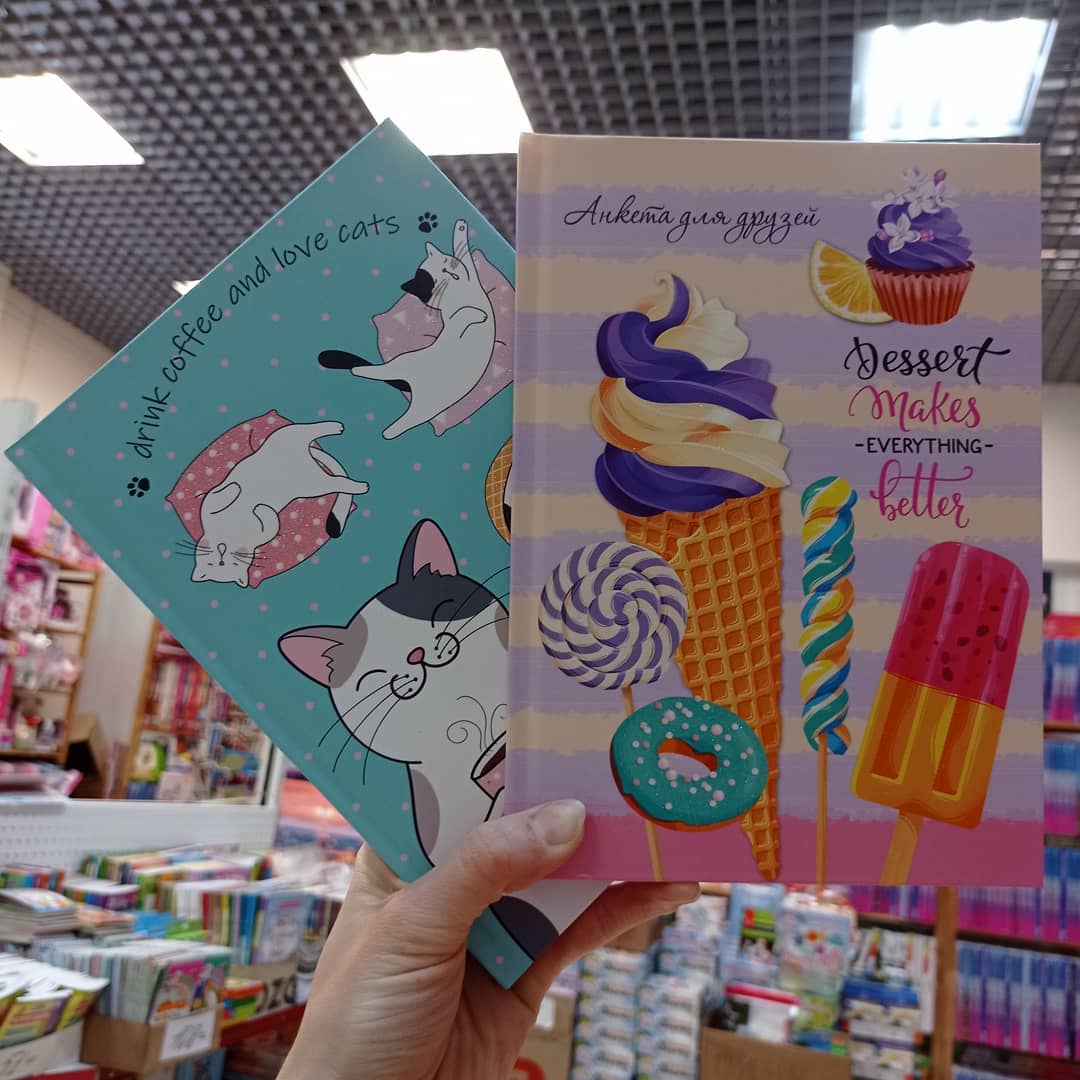 drink coffee and love cats
Анкета для друзей
Dessert
Makes
-EVERYTHING-
better